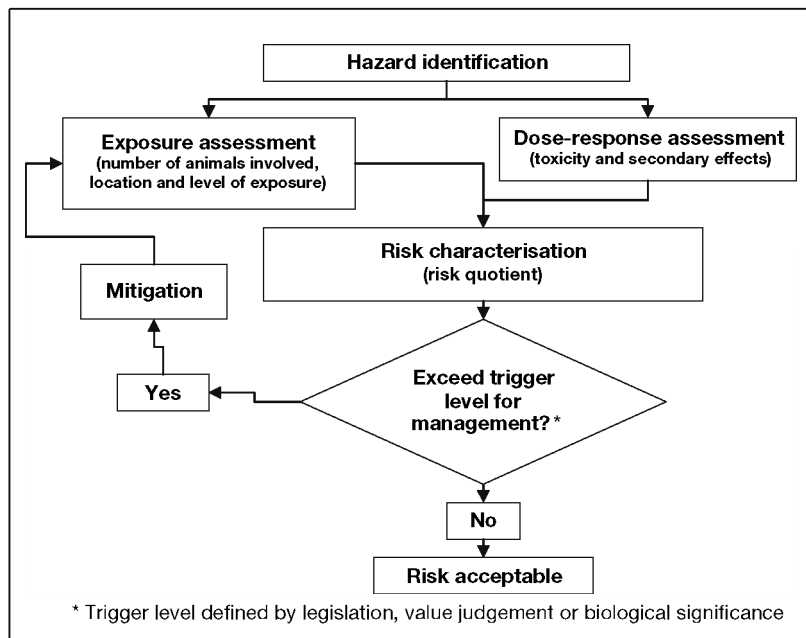 Hazard identification
Exposure assessment
(number of animals involved,
location and level of exposure)
Dose-response assessment
(toxicity and secondary effects)
Risk characterisation
(risk quotient)
Mitigation
Yes
Exceed trigger
level for
management?*
No
Risk acceptable
* Trigger level defined by legislation, value judgement or biological significance